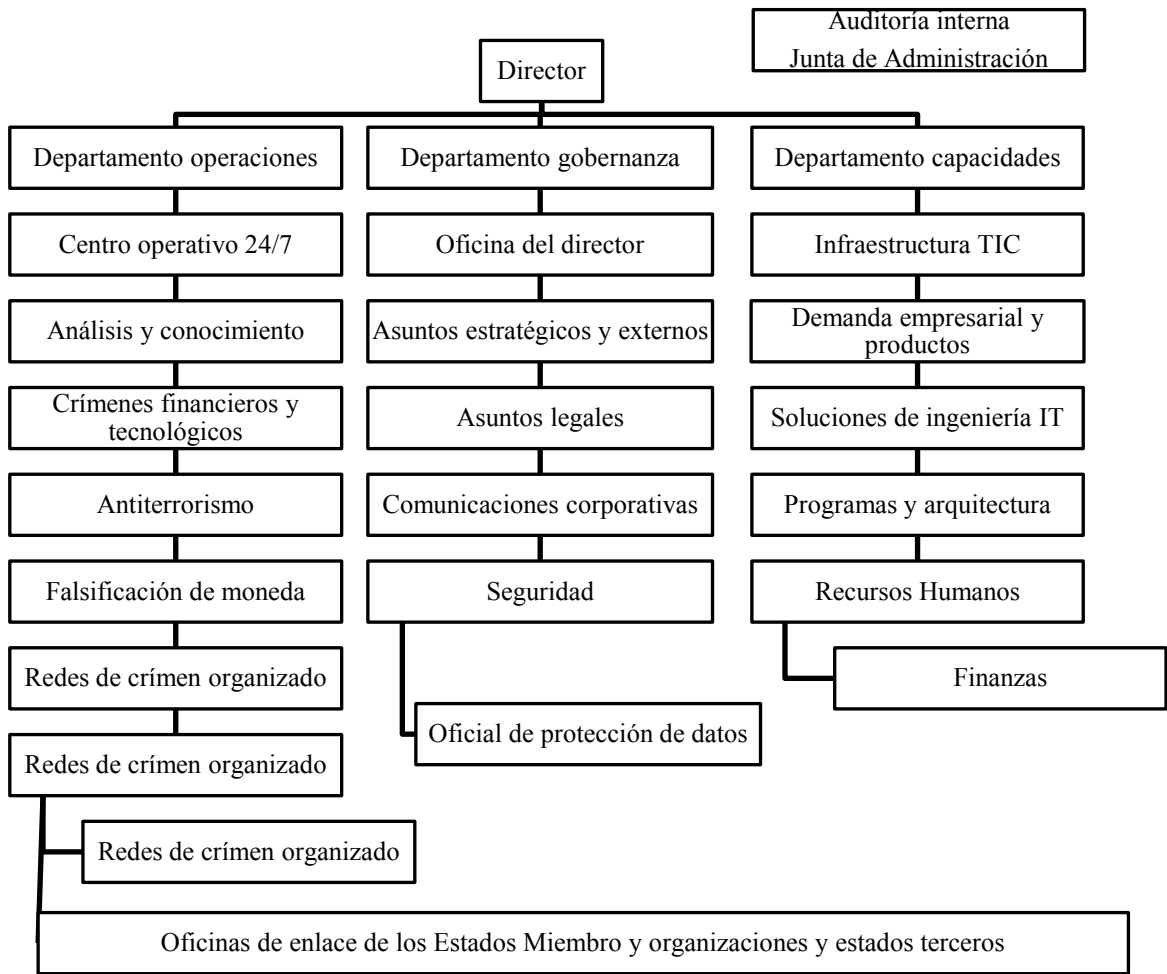 Auditoría interna
Junta de Administración
Director
Departamento operaciones
Departamento gobernanza
Departamento capacidades
Centro operativo 24/7
Oficina del director
Infraestructura TIC
Análisis y conocimiento
Asuntos estratégicos y externos
Demanda empresarial y
productos
Crímenes financieros y
tecnológicos
Asuntos legales
Soluciones de ingeniería IT
Antiterrorismo
Comunicaciones corporativas
Programas y arquitectura
Falsificación de moneda
Seguridad
Recursos Humanos
Redes de crímen organizado
Finanzas
Oficial de protección de datos
Redes de crímen organizado
Redes de crímen organizado
Oficinas de enlace de los Estados Miembro y organizaciones y estados terceros